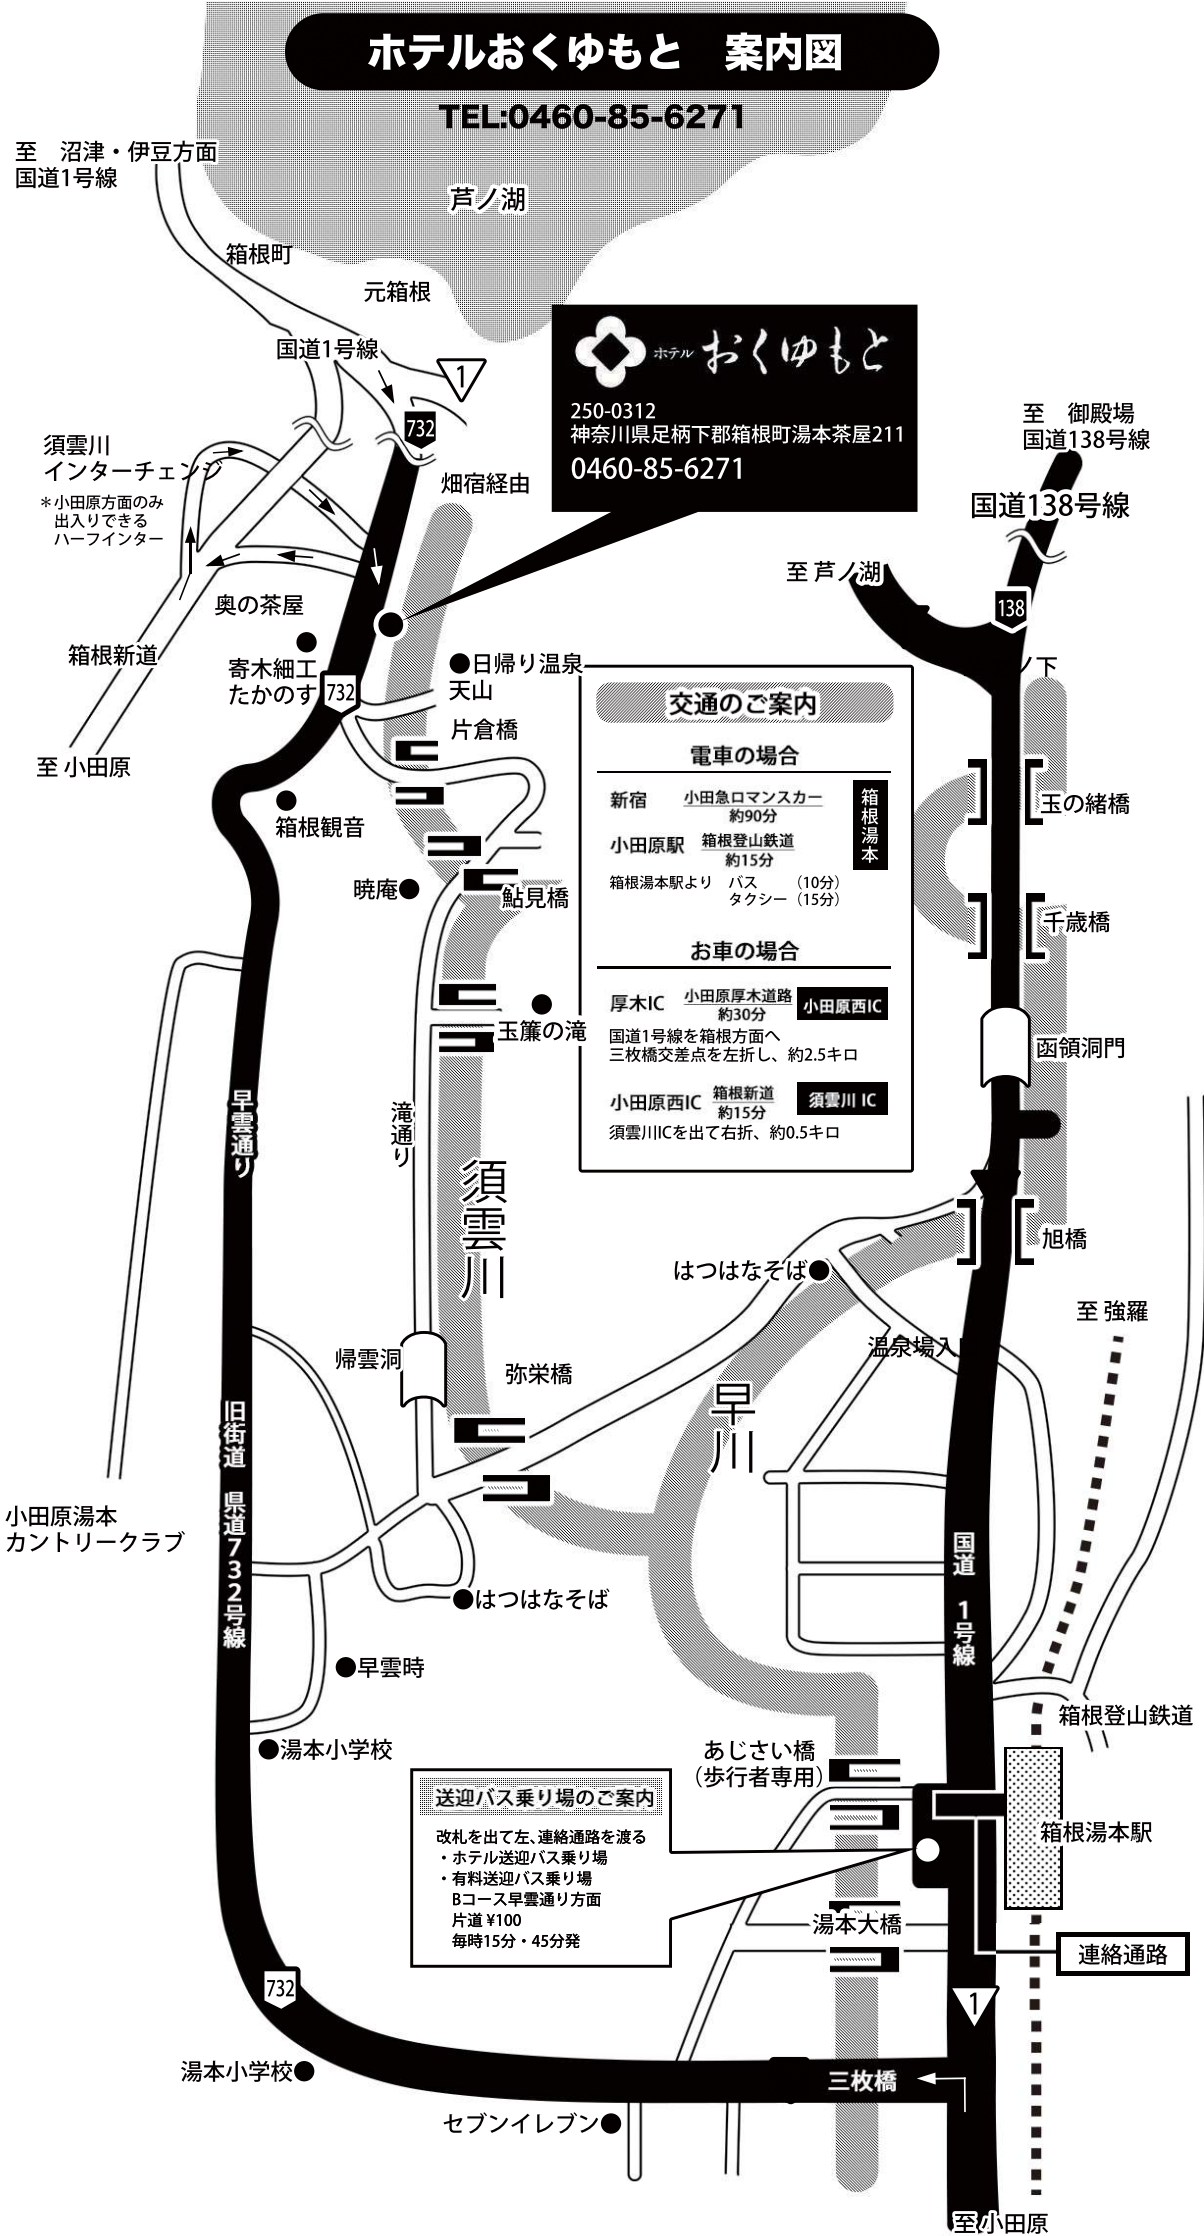 ホテルおくゆもと　案内図
TEL:0460-85-6271
至　沼津・伊豆方面
国道1号線
芦ノ湖
箱根町
元箱根
国道1号線
1
732
ホテル おくゆもと
250-0312
神奈川県足柄下郡箱根町湯本茶屋211
0460-85-6271
至　御殿場
国道138号線
国道138号線
須雲川
インターチェンジ
＊小田原方面のみ
出入りできる
ハーフインター
畑宿経由
至 芦ノ湖
138
奥の茶屋
箱根新道
寄木細工
たかのす
732
●日帰り温泉
天山
ノ下
片倉橋
至 小田原
交通のご案内
電車の場合
新宿　小田急ロマンスカー
約90分
小田原駅　箱根登山鉄道
約15分
箱根湯本
箱根湯本駅より　バス　（10分）
タクシー（15分）
お車の場合
厚木IC　小田原厚木道路　小田原西IC
約30分
国道1号線を箱根方面へ
三枚橋交差点を左折し、約2.5キロ
小田原西IC　箱根新道　須雲川 IC
約15分
須雲川ICを出て右折、約0.5キロ
玉の緒橋
箱根観音
暁庵●
鮎見橋
千歳橋
玉簾の滝
函領洞門
早雲通り
滝通り
須雲川
旭橋
はつはなそば●
至 強羅
温泉場入
帰雲洞
弥栄橋
早川
旧街道　県道732号線
小田原湯本
カントリークラブ
国道　1号線
●はつはなそば
●早雲時
箱根登山鉄道
●湯本小学校
あじさい橋
（歩行者専用）
送迎バス乗り場のご案内
改札を出て左、連絡通路を渡る
・ホテル送迎バス乗り場
・有料送迎バス乗り場
Bコース早雲通り方面
片道 ¥100
毎時15分・45分発
箱根湯本駅
湯本大橋
連絡通路
732
1
湯本小学校●
三枚橋
セブンイレブン●
至 小田原